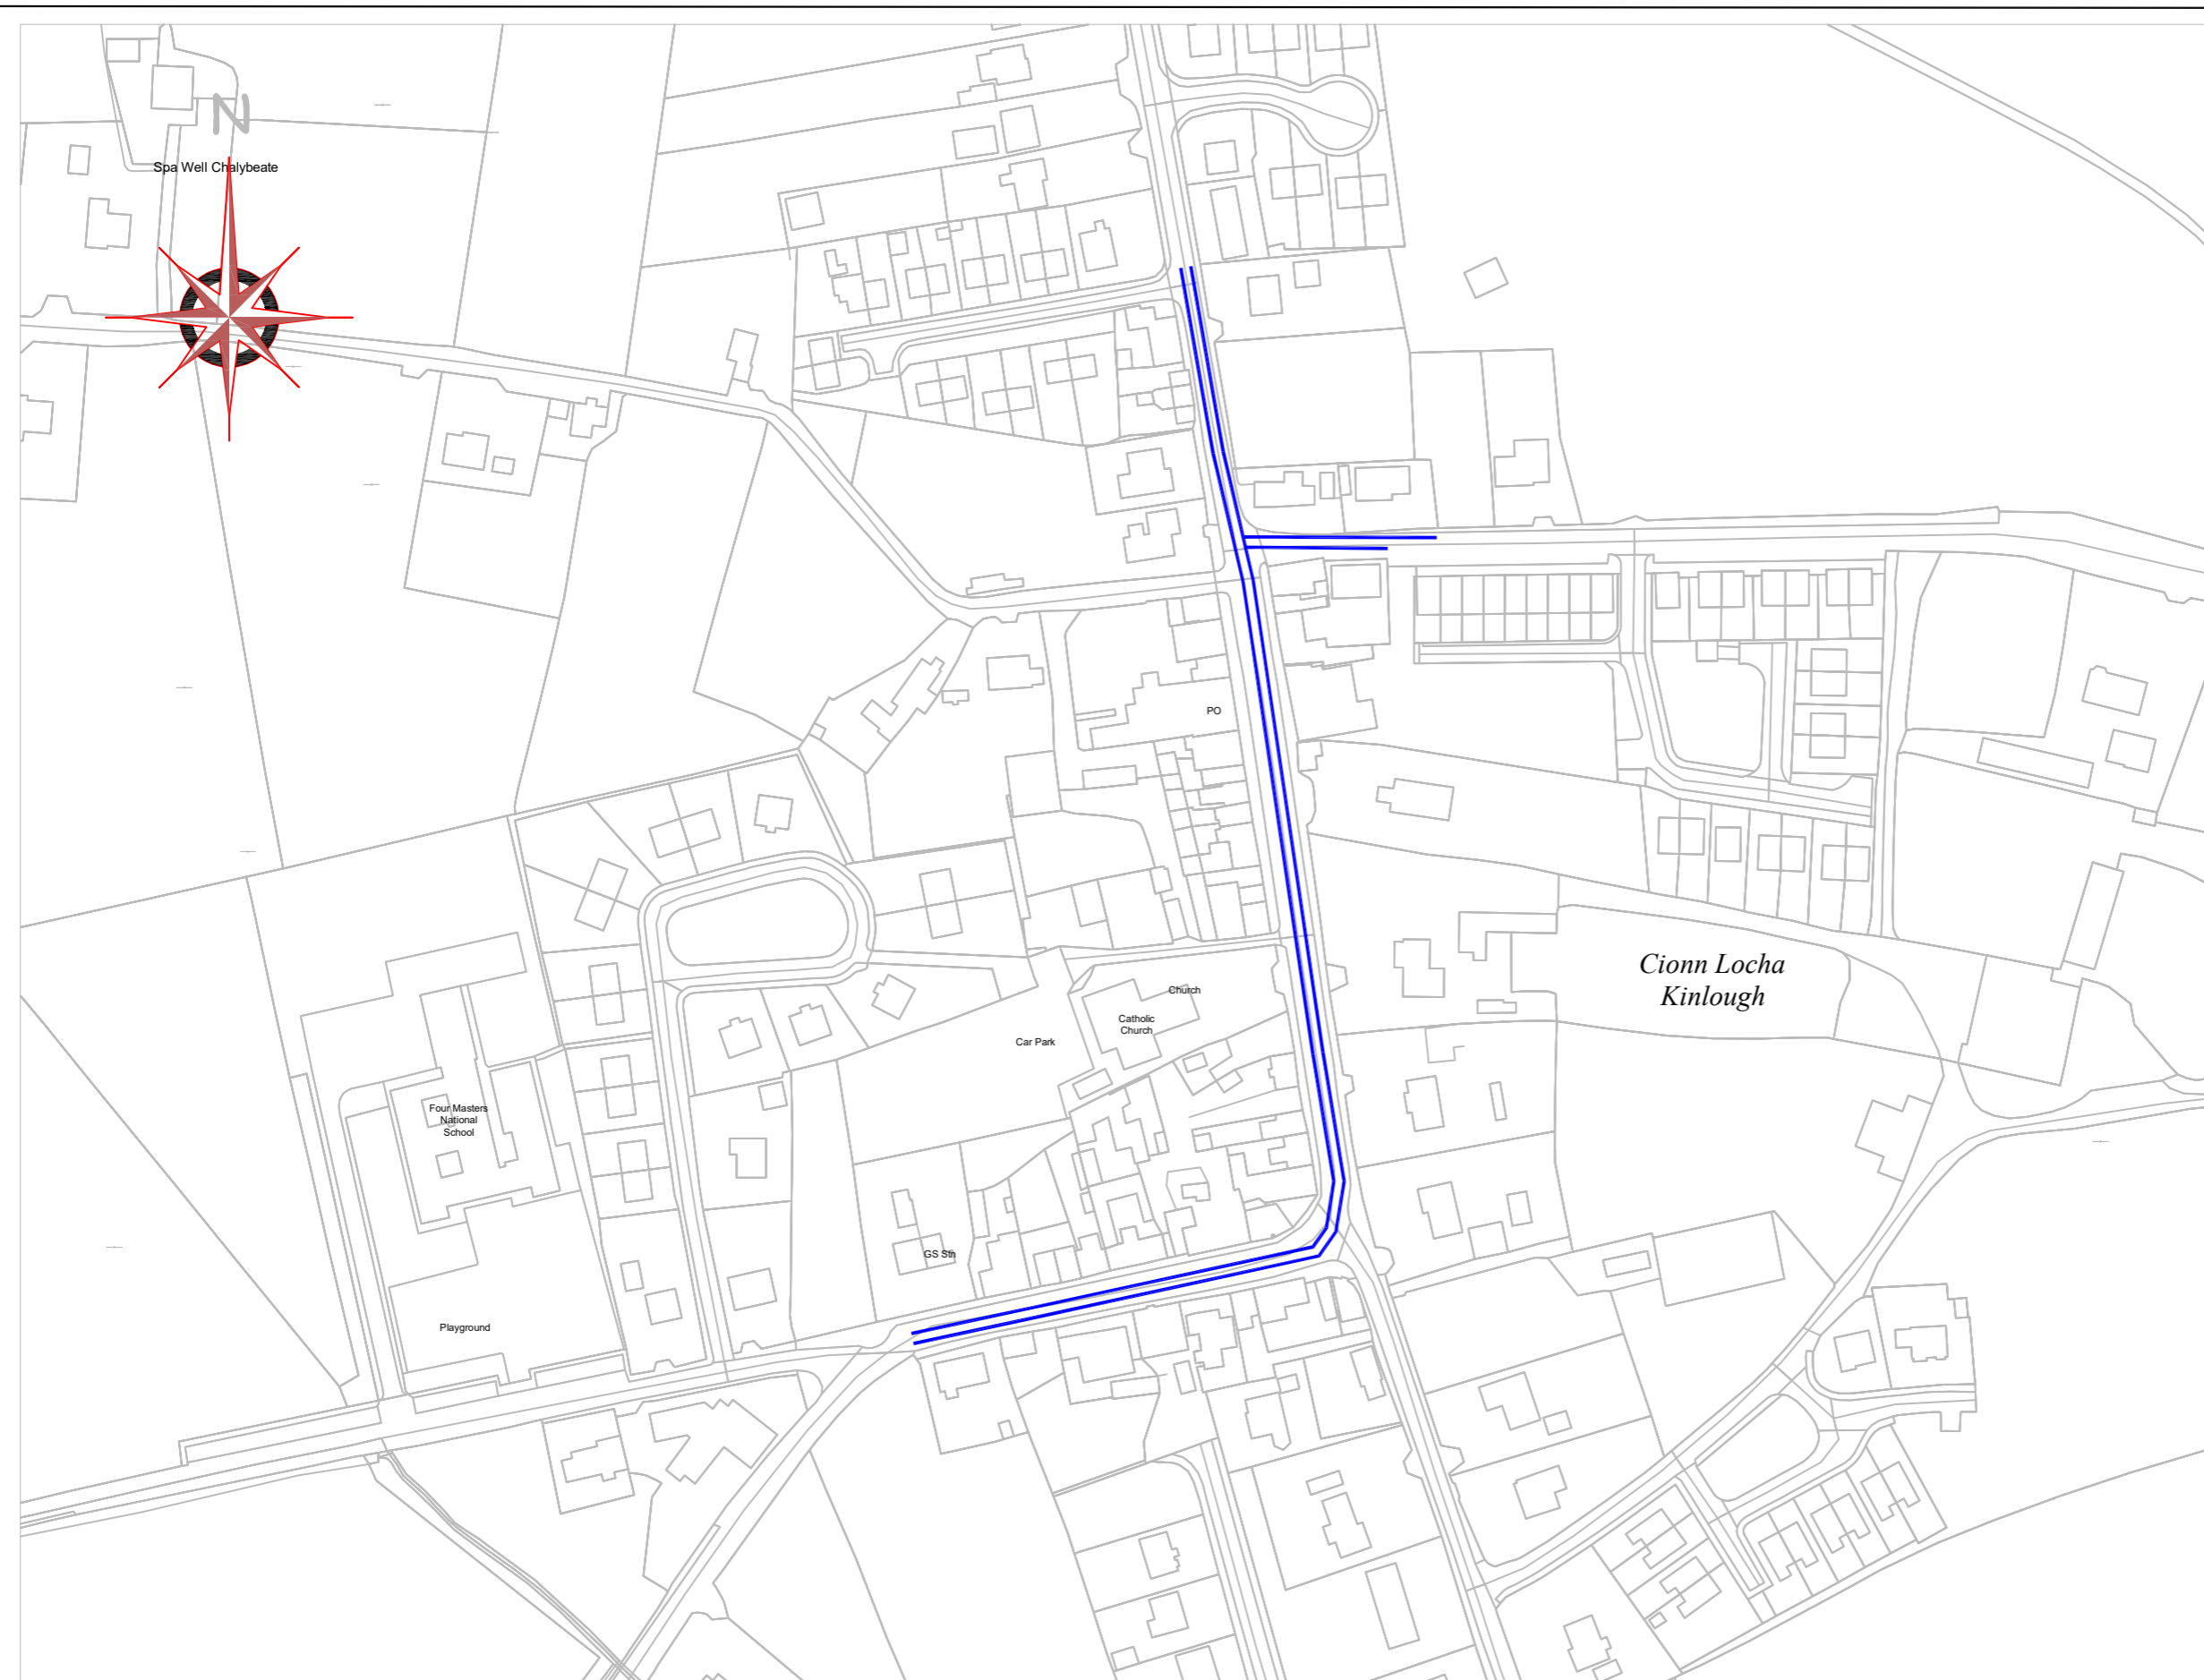 N
Spa Well Chalybeate
PO
Cionn Locha
Kinlough
Church
Catholic
Church
Car Park
Four Masters
National
School
GS Stn
Playground